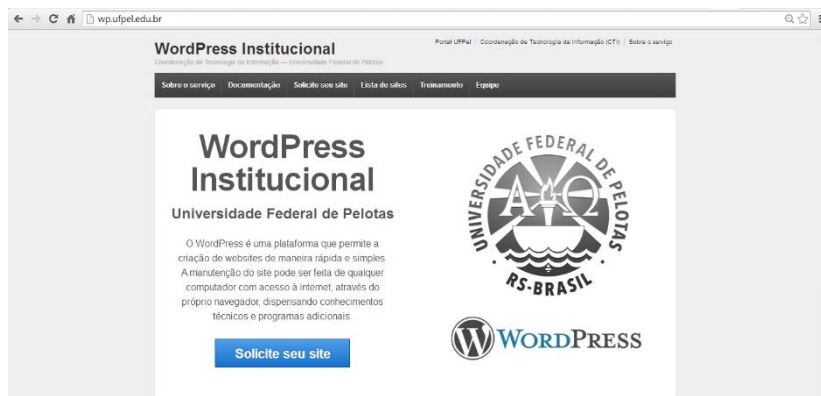 wp.ufpel.edu.br
WordPress Institucional
Coordenação de Tecnologia da Informação — Universidade Federal de Pelotas
Portal UFPel | Coordenação de Tecnologia da Informação (CTI) | Sobre o serviço
Sobre o serviço Documentação Solicite seu site Lista de sites Treinamento Equipe
WordPress
Institucional
Universidade Federal de Pelotas
O WordPress é uma plataforma que permite a
criação de websites de maneira rápida e simples.
A manutenção do site pode ser feita de qualquer
computador com acesso à internet, através do
próprio navegador, dispensando conhecimentos
técnicos e programas adicionais.
Solicite seu site
UNIVERSIDADE FEDERAL DE PELOTAS
ΑΩ
RS-BRASIL
WORDPRESS